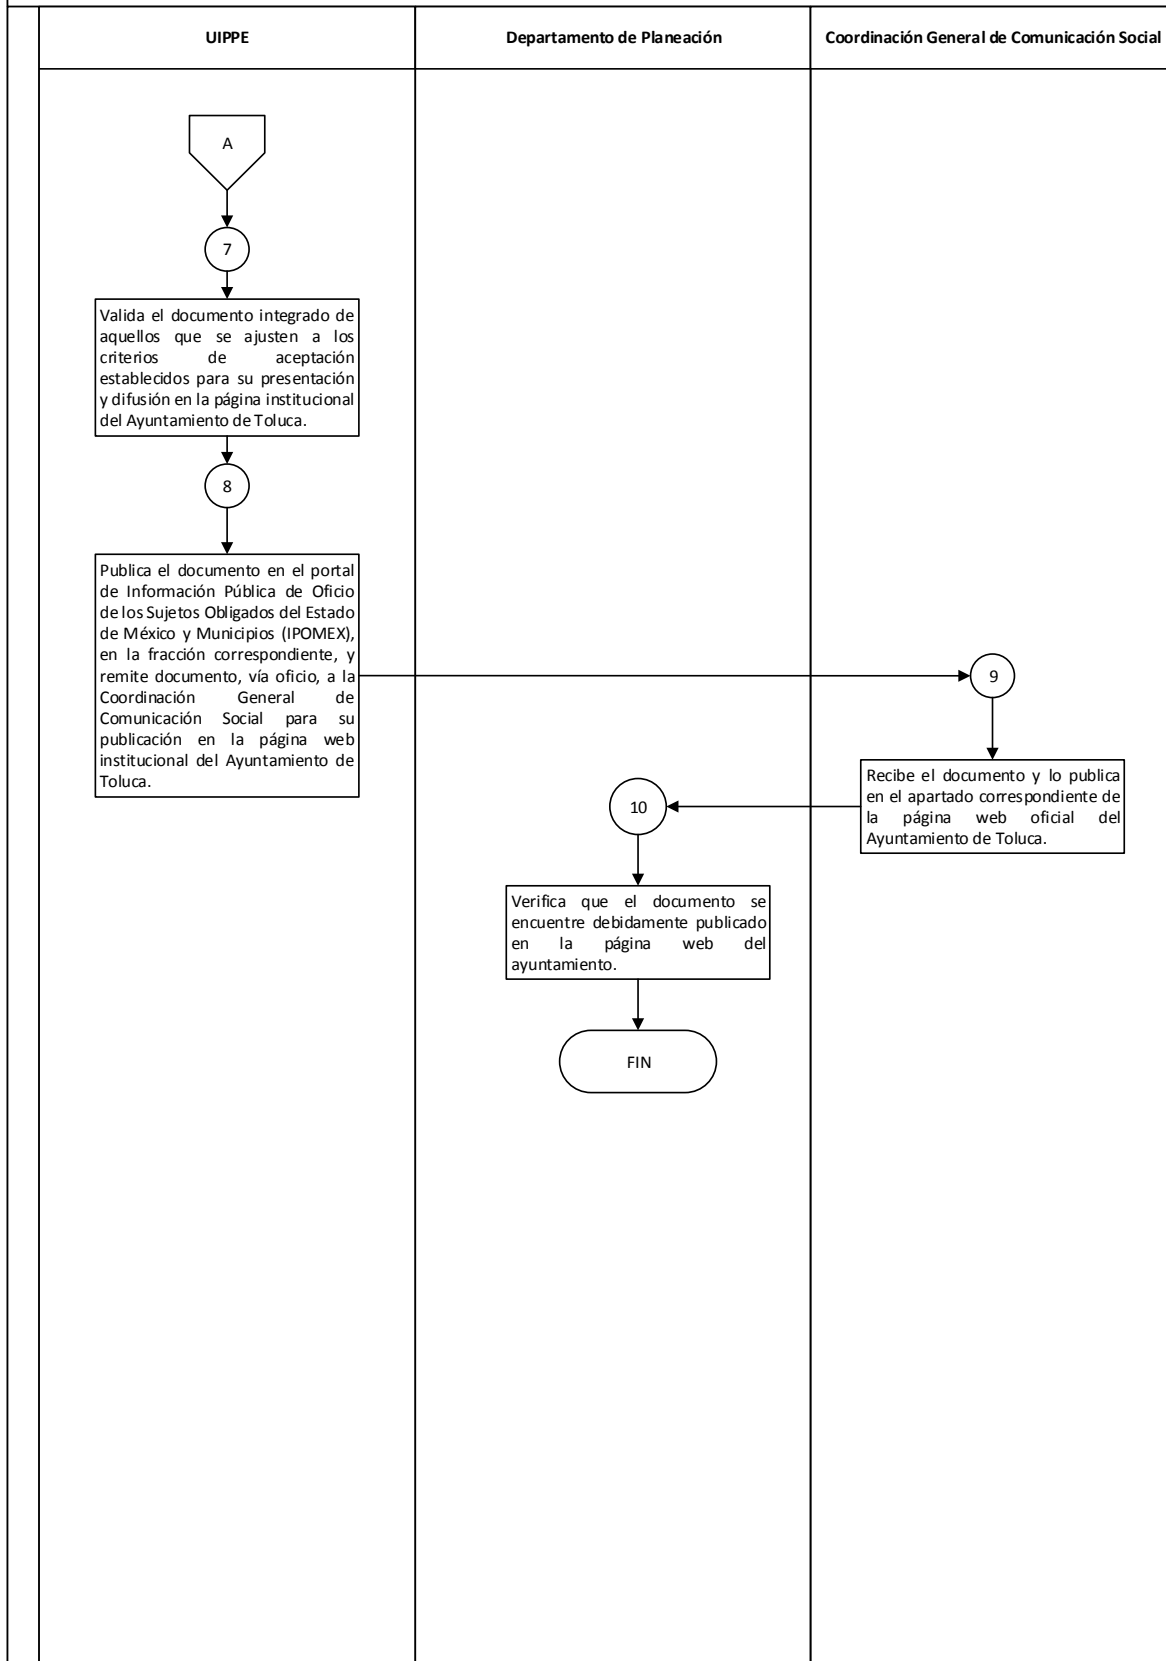 UIPPE
Departamento de Planeación
Coordinación General de Comunicación Social
A
7
Valida el documento integrado de
aquellos que se ajusten a los
criterios de aceptación
establecidos para su presentación
y difusión en la página institucional
del Ayuntamiento de Toluca.
8
Publica el documento en el portal
de Información Pública de Oficio
de los Sujetos Obligados del Estado
de México y Municipios (IPOMEX),
en la fracción correspondiente, y
remite documento, vía oficio, a la
Coordinación General de
Comunicación Social para su
publicación en la página web
institucional del Ayuntamiento de
Toluca.
9
Recibe el documento y lo publica
en el apartado correspondiente de
la página web oficial del
Ayuntamiento de Toluca.
10
Verifica que el documento se
encuentre debidamente publicado
en la página web del
ayuntamiento.
FIN